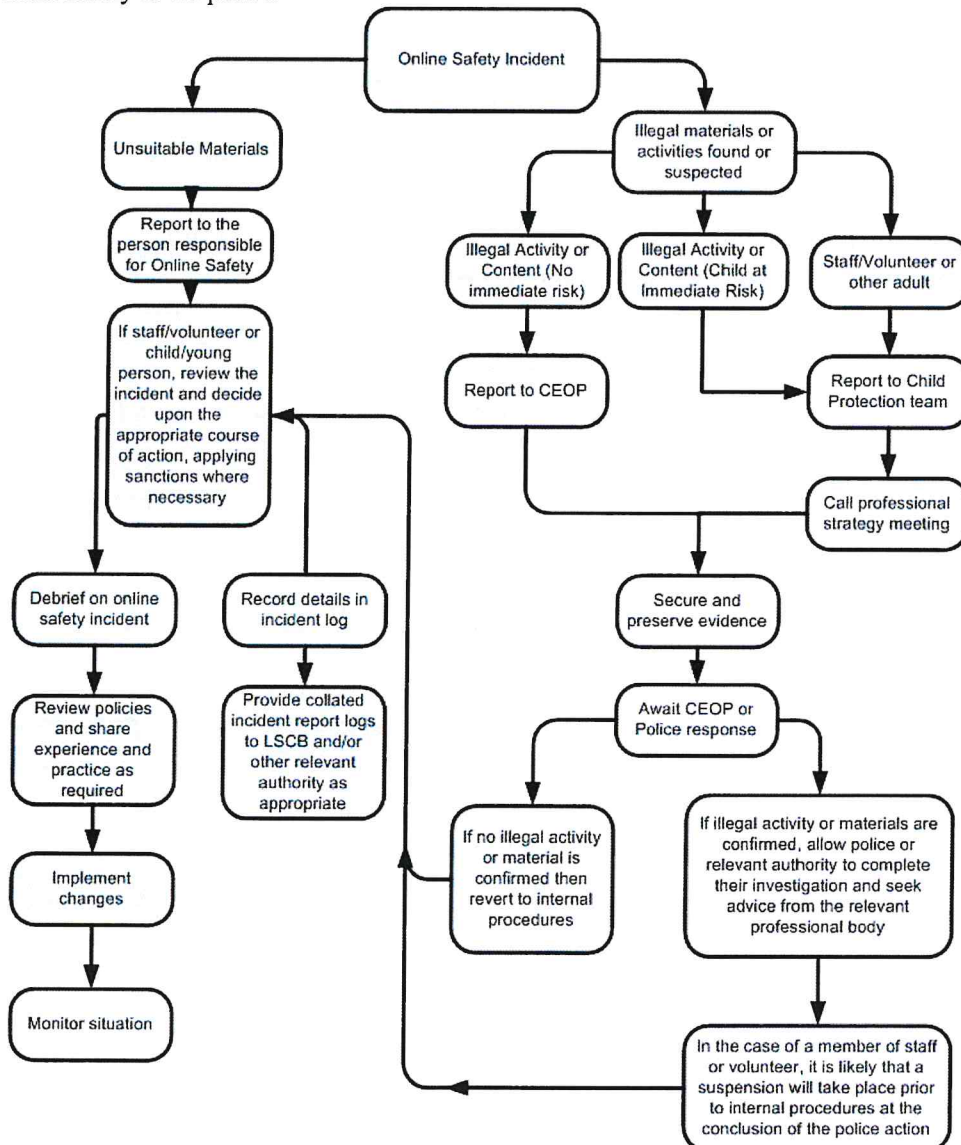 Online Safety Incident
Unsuitable Materials
Report to the
person responsible
for Online Safety
If staff/volunteer or
child/young
person, review the
incident and decide
upon the
appropriate course
of action, applying
sanctions where
necessary
Debrief on online
safety incident
Review policies
and share
experience and
practice as
required
Implement
changes
Monitor situation
Record details in
incident log
Provide collated
incident report logs
to LSCB and/or
other relevant
authority as
appropriate
Illegal materials or
activities found or
suspected
Illegal Activity or
Content (No
immediate risk)
Illegal Activity or
Content (Child at
Immediate Risk)
Staff/Volunteer or
other adult
Report to CEOP
Report to Child
Protection team
Call professional
strategy meeting
Secure and
preserve evidence
Await CEOP or
Police response
If no illegal activity
or material is
confirmed then
revert to internal
procedures
If illegal activity or materials are
confirmed, allow police or
relevant authority to complete
their investigation and seek
advice from the relevant
professional body
In the case of a member of staff
or volunteer, it is likely that a
suspension will take place prior
to internal procedures at the
conclusion of the police action